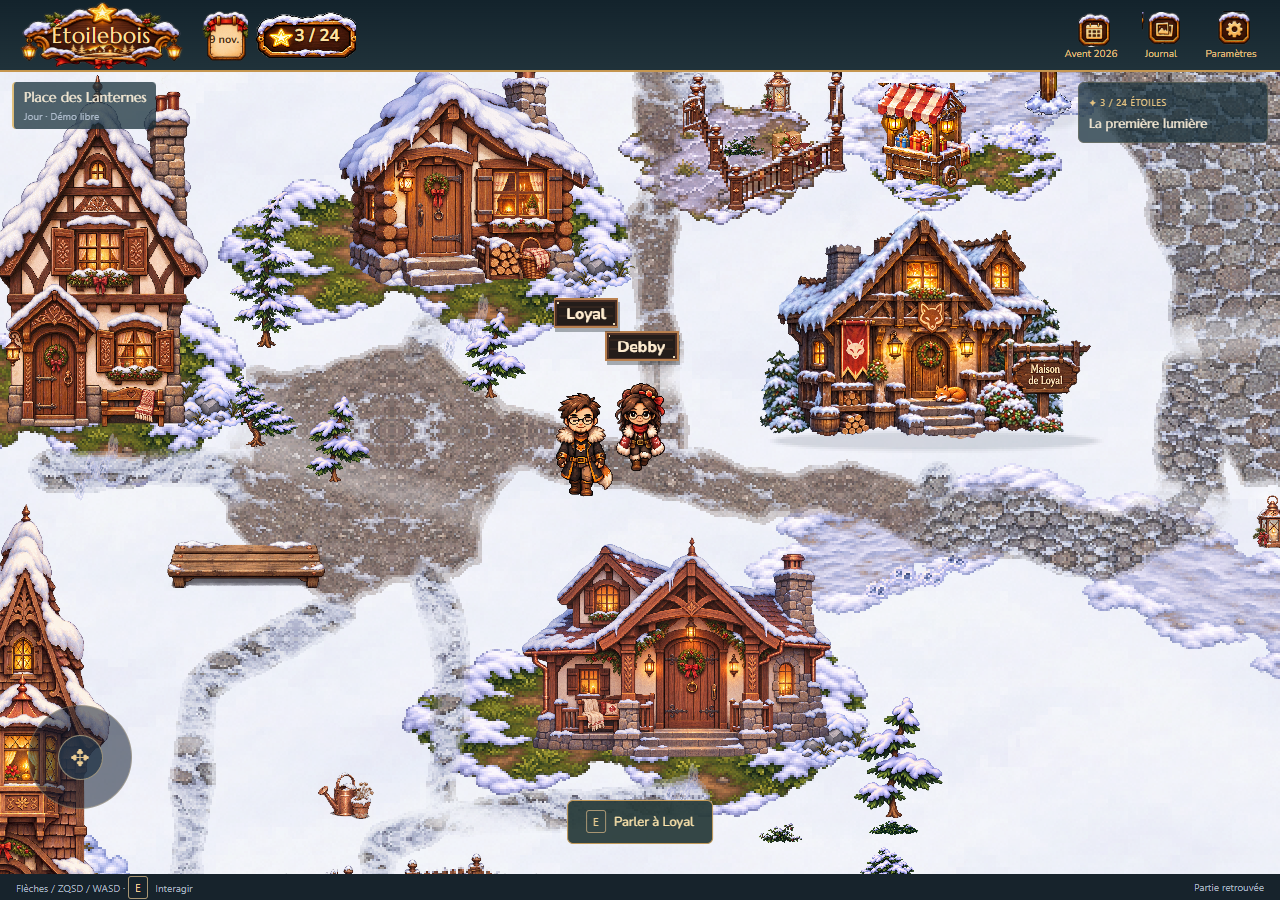 Etoilebois
9 nov.
3 / 24
Avent 2026
Journal
Paramètres
Place des Lanternes
Jour · Démo libre
✦ 3 / 24 ÉTOILES
La première lumière
Loyal
Debby
Maison
de Loyal
E Parler à Loyal
Flèches / ZQSD / WASD · E Interagir
Partie retrouvée